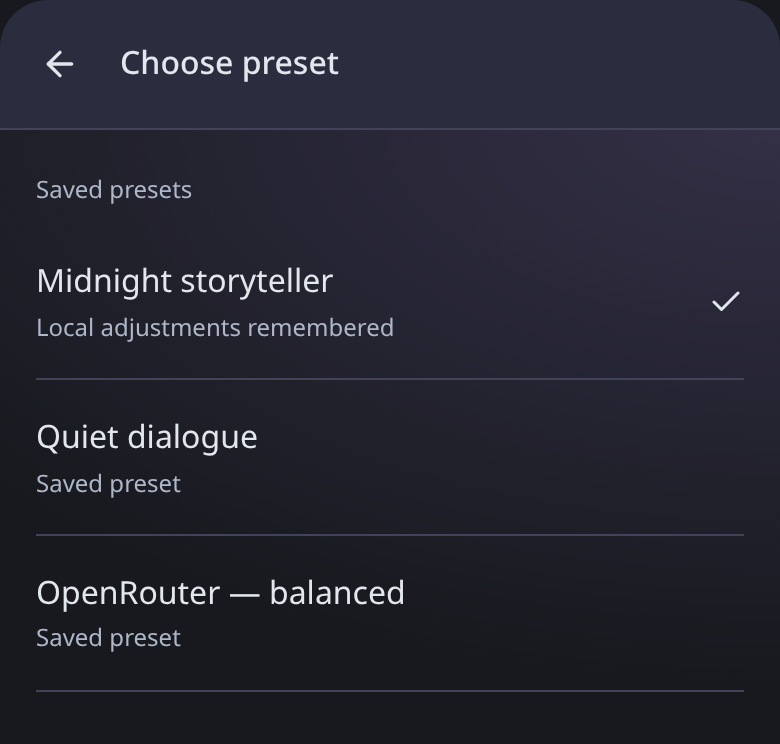 Choose preset
Saved presets
Midnight storyteller
Local adjustments remembered
Quiet dialogue
Saved preset
OpenRouter — balanced
Saved preset